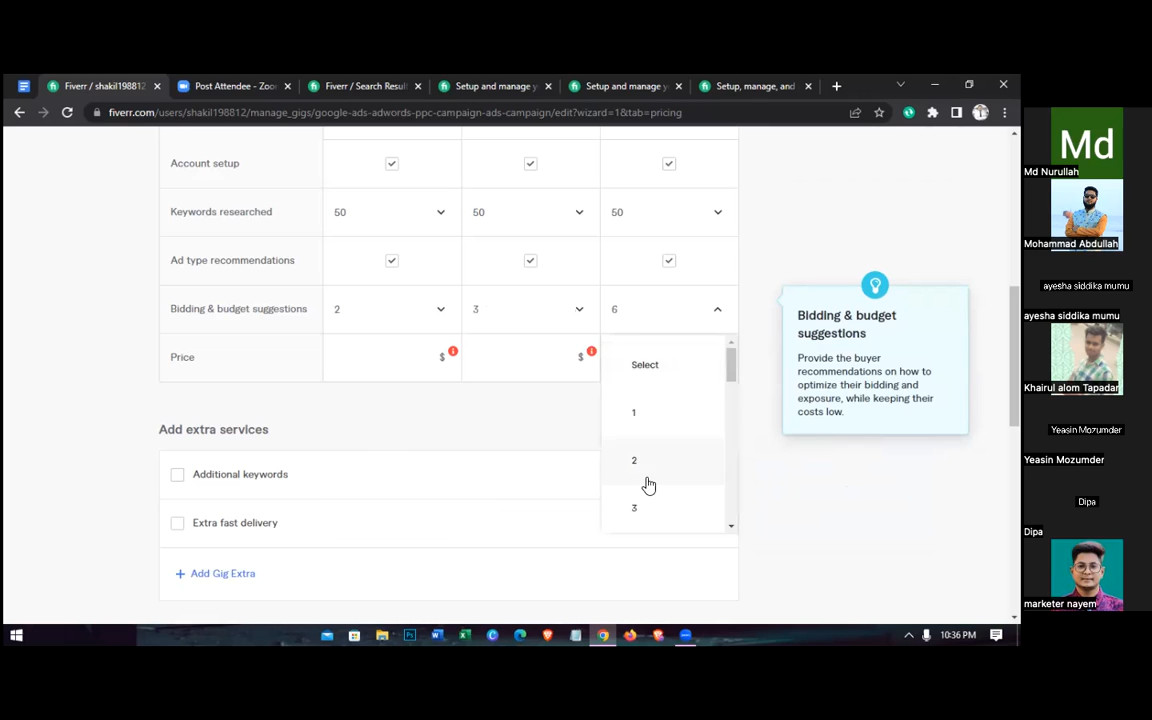 Fiverr / shakil198812
Post Attendee - Zoo
Fiverr / Search Resul
Setup and manage y
Setup and manage y
Setup, manage, and
fiverr.com/users/shakil198812/manage_gigs/google-ads-adwords-ppc-campaign-ads-campaign/edit?wizard=1&tab=pricing
Account setup
Keywords researched
50
50
50
Ad type recommendations
Bidding & budget suggestions
2
3
6
Price
$
$
Select
1
2
3
Add extra services
Additional keywords
Extra fast delivery
+ Add Gig Extra
Bidding & budget
suggestions
Provide the buyer
recommendations on how to
optimize their bidding and
exposure, while keeping their
costs low.
10:36 PM
Md
Md Nurullah
Mohammad Abdullah
ayesha siddika mumu
ayesha siddika mumu
Khairul alom Tapadar
Yeasin Mozumder
Yeasin Mozumder
Dipa
Dipa
marketer nayem